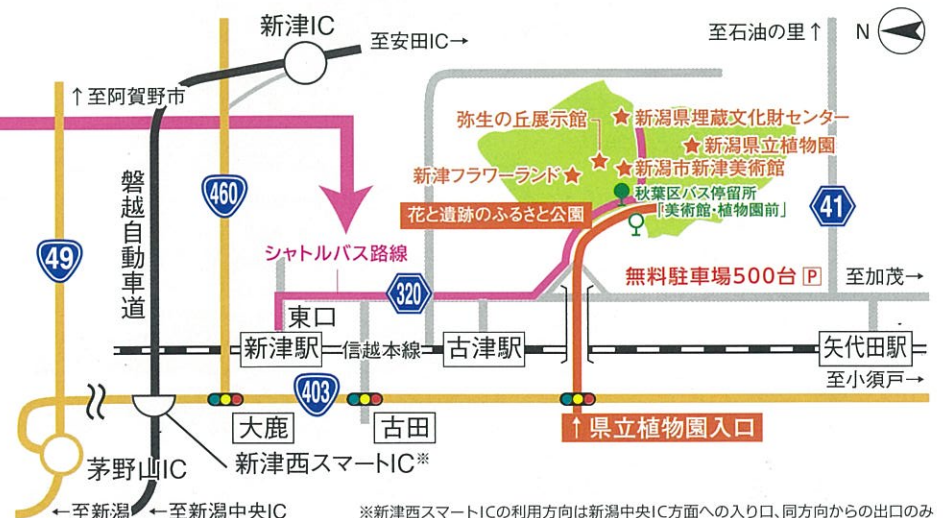 新津IC
至安田IC→
至石油の里↑
N
↑至阿賀野市
弥生の丘展示館
新潟県埋蔵文化財センター
新潟県立植物園
新津フラワーランド
新潟市新津美術館
秋葉区バス停留所
「美術館・植物園前」
花と遺跡のふるさと公園
460
41
49
磐越自動車道
シャトルバス路線
無料駐車場500台 P
320
至加茂→
東口
新津駅
信越本線
古津駅
矢代田駅
至小須戸→
403
大鹿
古田
↑県立植物園入口
新津西スマートIC※
茅野山IC
←至新潟
←至新潟中央IC
※新津西スマートICの利用方向は新潟中央IC方面への入り口、同方向からの出口のみ